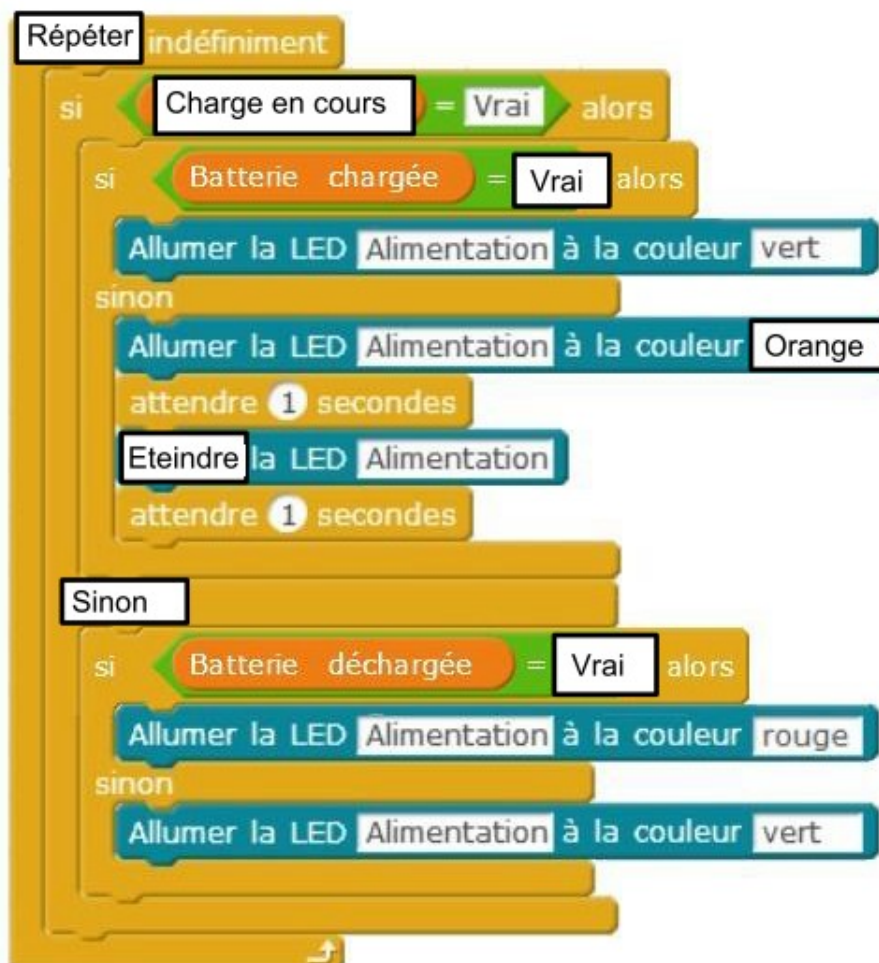 Répéter indéfiniment
si Charge en cours = Vrai alors
si Batterie chargée = Vrai alors
Allumer la LED Alimentation à la couleur vert
sinon
Allumer la LED Alimentation à la couleur Orange
attendre 1 secondes
Eteindre la LED Alimentation
attendre 1 secondes
Sinon
si Batterie déchargée = Vrai alors
Allumer la LED Alimentation à la couleur rouge
sinon
Allumer la LED Alimentation à la couleur vert